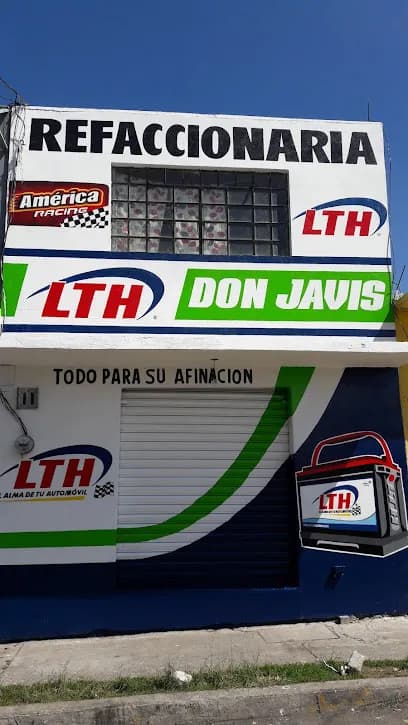 REFACCIONARIA
América
RACING
LTH
LTH
DON JAVIS
TODO PARA SU AFINACION
LTH
EL ALMA DE TU AUTOMÓVIL
LTH